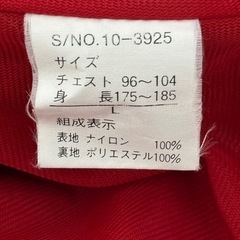 S/NO.10-3925
サイズ
チェスト 96～104
身 長175～185
L
組成表示
表地 ナイロン 100%
裏地 ポリエステル100%